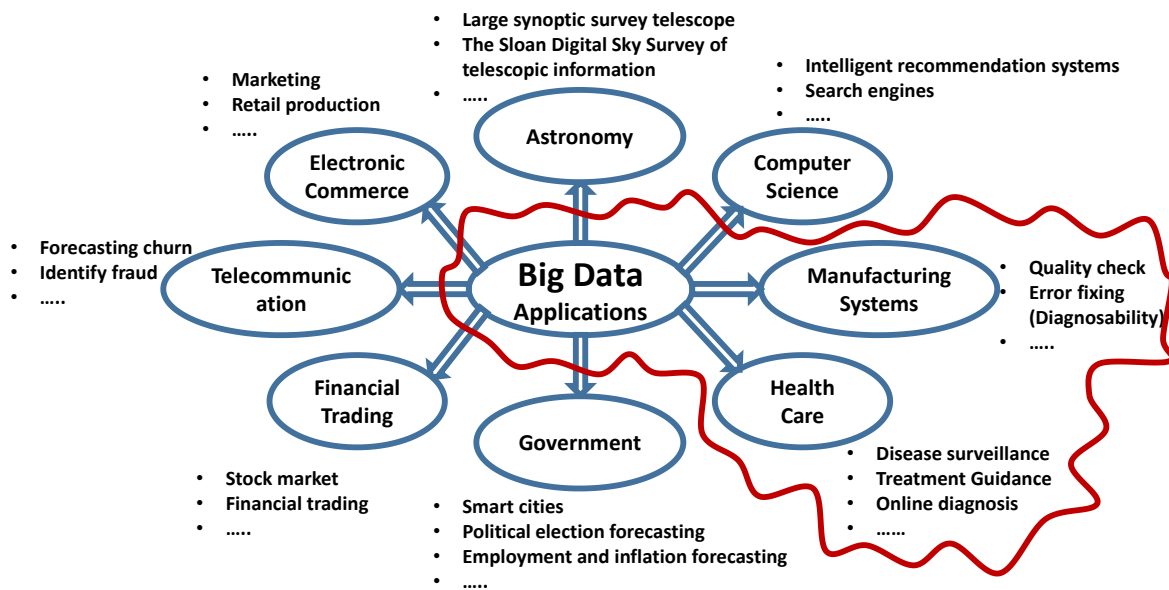 • Large synoptic survey telescope
• The Sloan Digital Sky Survey of
telescopic information
• …..
• Marketing
• Retail production
• …..
• Intelligent recommendation systems
• Search engines
• …..
Astronomy
Electronic
Commerce
Computer
Science
• Forecasting churn
• Identify fraud
• …..
Telecommunic
ation
Big Data
Applications
Manufacturing
Systems
• Quality check
• Error fixing
(Diagnosability)
• …..
Financial
Trading
Government
Health
Care
• Stock market
• Financial trading
• …..
• Smart cities
• Political election forecasting
• Employment and inflation forecasting
• …..
• Disease surveillance
• Treatment Guidance
• Online diagnosis
• ……